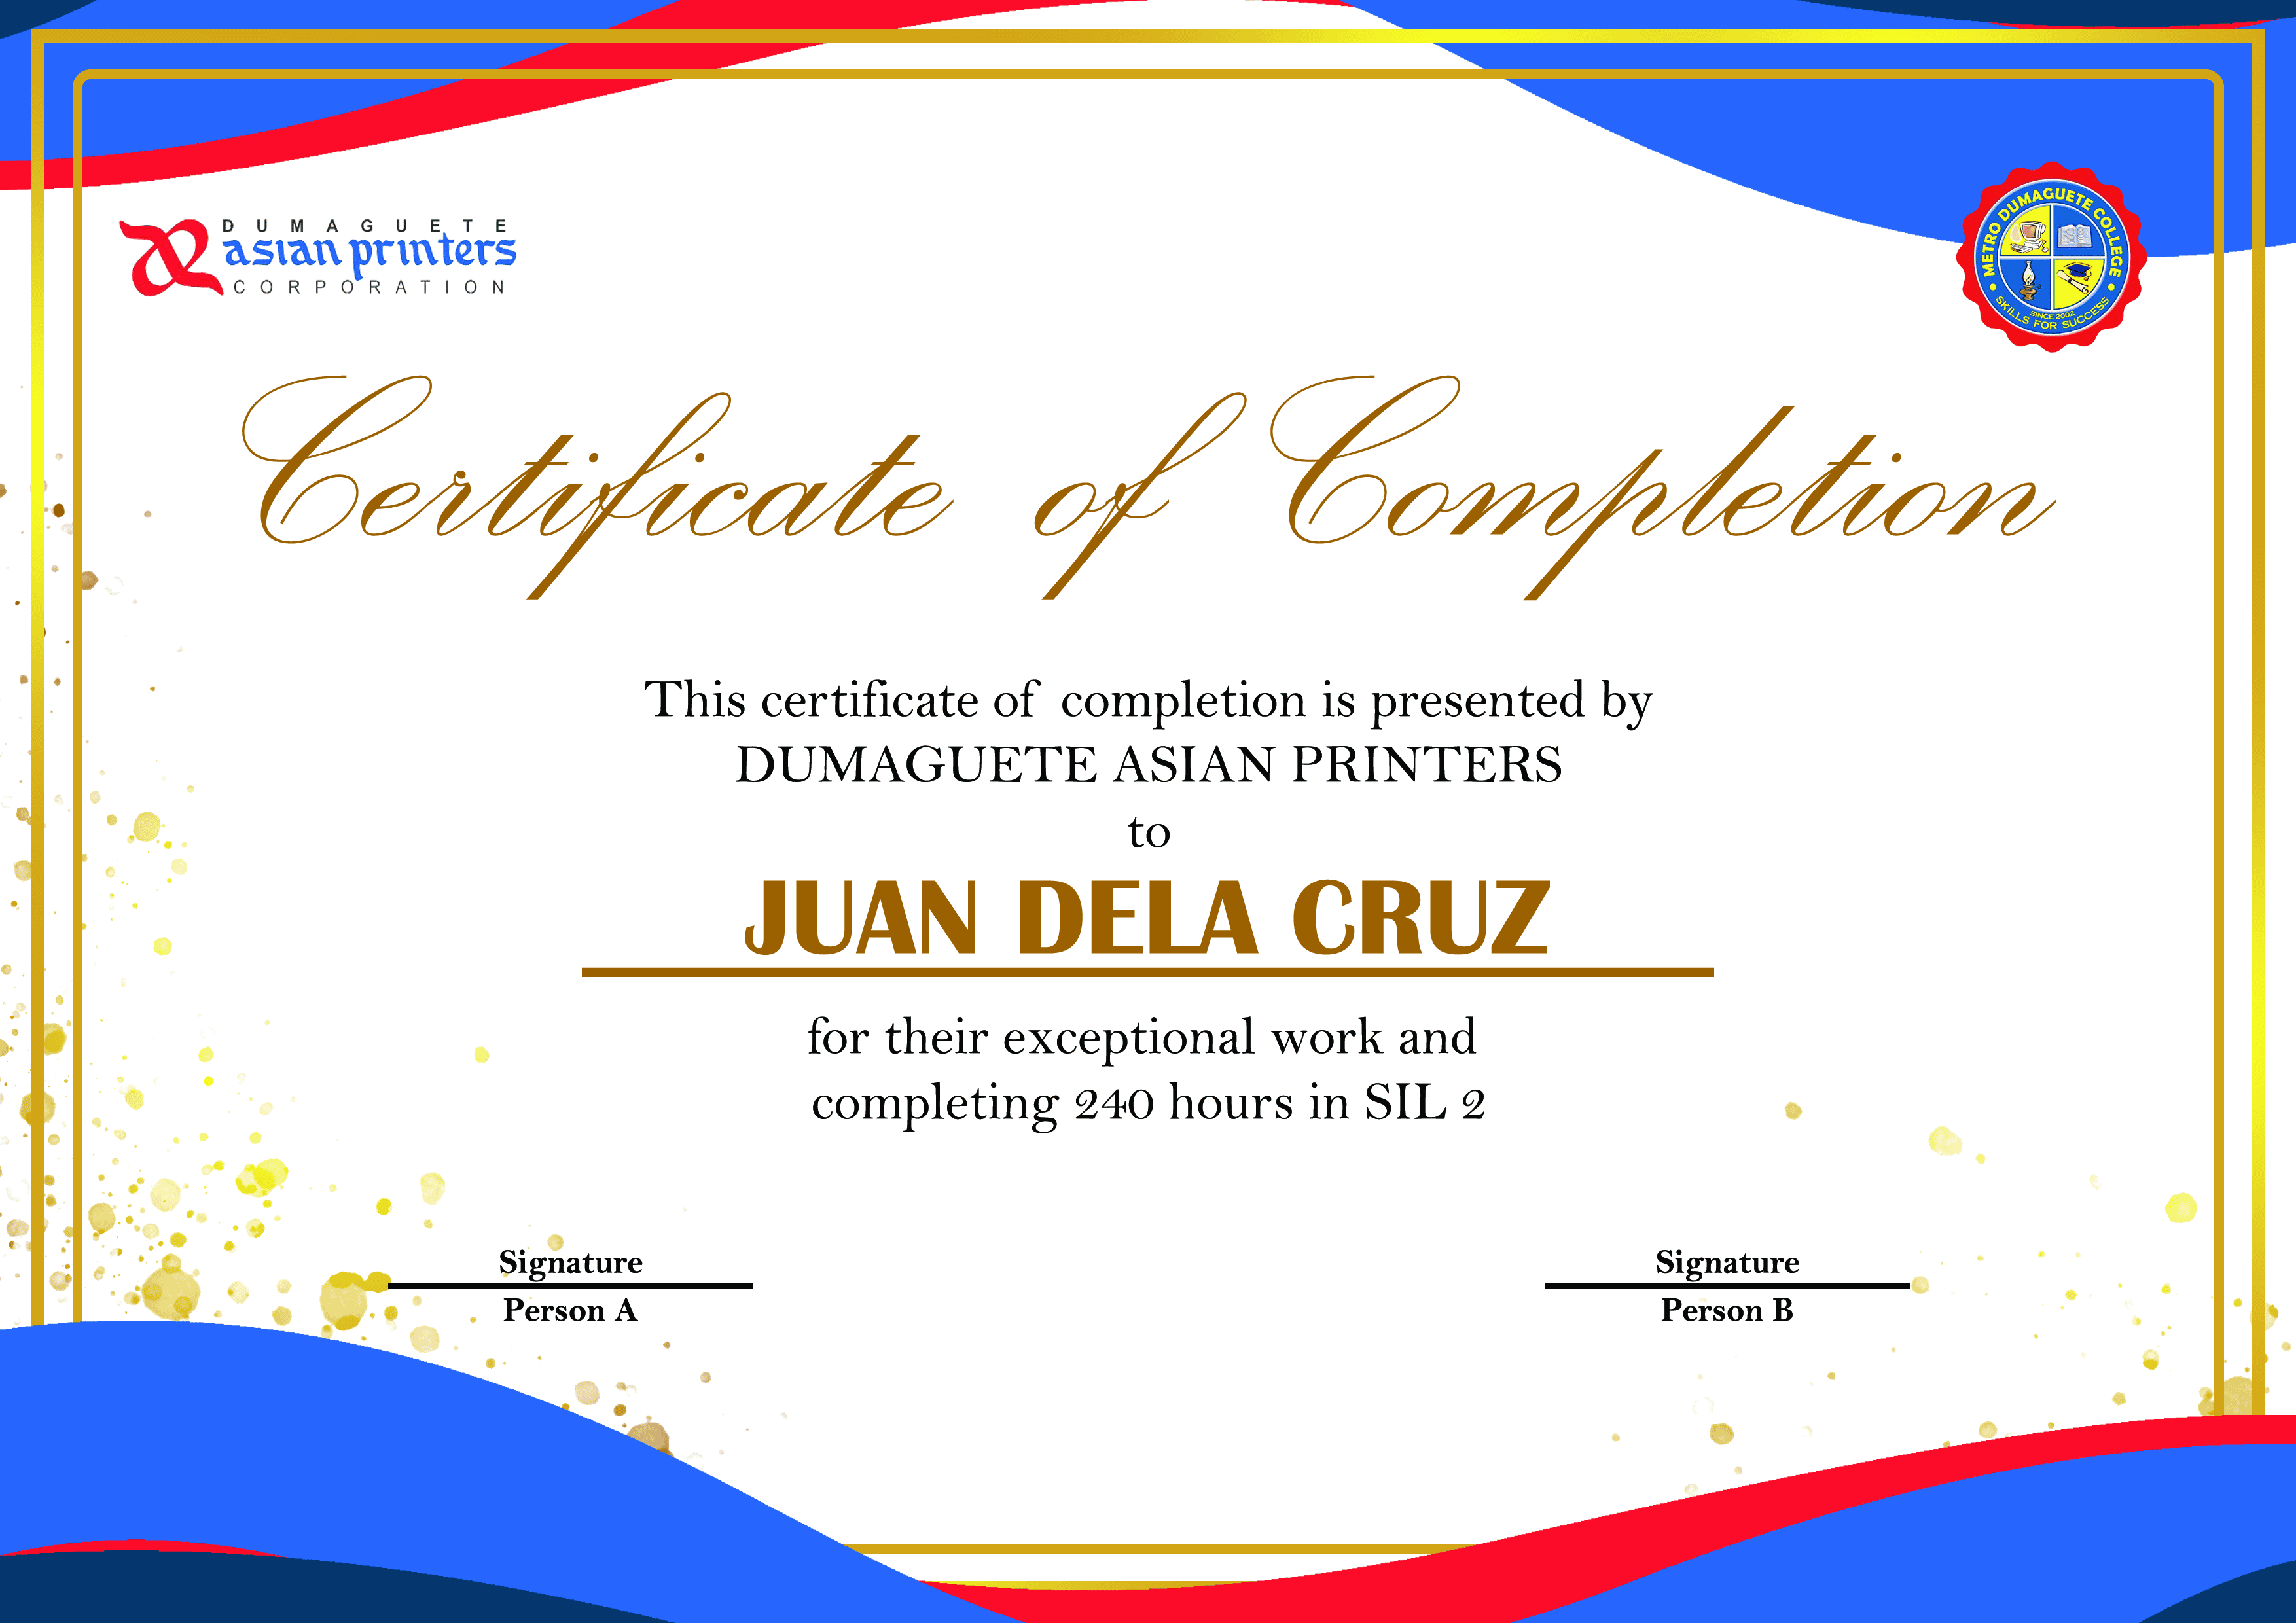 DUMAGUETE
asian printers
CORPORATION
METRO DUMAGUETE COLLEGE
SINCE 2002
SKILLS FOR SUCCESS
Certificate of Completion
This certificate of completion is presented by
DUMAGUETE ASIAN PRINTERS
to
JUAN DELA CRUZ
for their exceptional work and
completing 240 hours in SIL 2
Signature
Person A
Signature
Person B